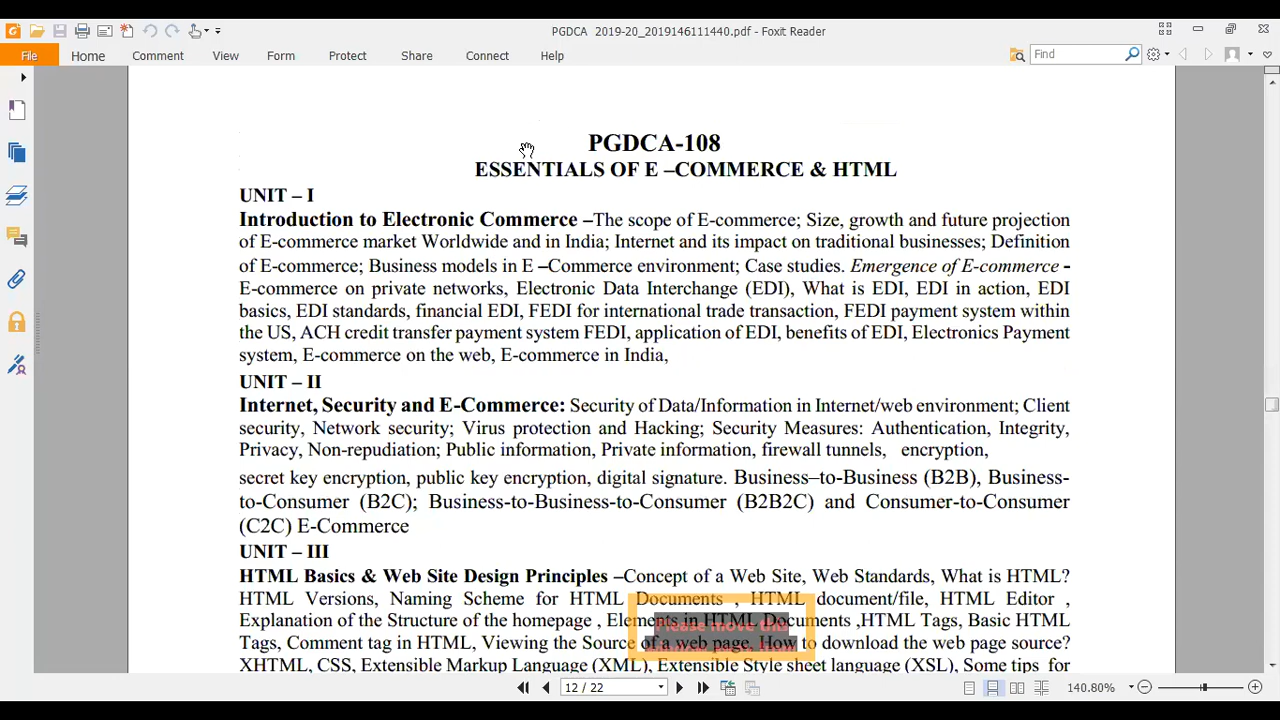 PGDCA 2019-20_2019146111440.pdf - Foxit Reader
File Home Comment View Form Protect Share Connect Help Find
PGDCA-108
ESSENTIALS OF E –COMMERCE & HTML
UNIT – I
Introduction to Electronic Commerce –The scope of E-commerce; Size, growth and future projection
of E-commerce market Worldwide and in India; Internet and its impact on traditional businesses; Definition
of E-commerce; Business models in E –Commerce environment; Case studies. Emergence of E-commerce -
E-commerce on private networks, Electronic Data Interchange (EDI), What is EDI, EDI in action, EDI
basics, EDI standards, financial EDI, FEDI for international trade transaction, FEDI payment system within
the US, ACH credit transfer payment system FEDI, application of EDI, benefits of EDI, Electronics Payment
system, E-commerce on the web, E-commerce in India,
UNIT – II
Internet, Security and E-Commerce: Security of Data/Information in Internet/web environment; Client
security, Network security; Virus protection and Hacking; Security Measures: Authentication, Integrity,
Privacy, Non-repudiation; Public information, Private information, firewall tunnels, encryption,
secret key encryption, public key encryption, digital signature. Business–to-Business (B2B), Business-
to-Consumer (B2C); Business-to-Business-to-Consumer (B2B2C) and Consumer-to-Consumer
(C2C) E-Commerce
UNIT – III
HTML Basics & Web Site Design Principles –Concept of a Web Site, Web Standards, What is HTML?
HTML Versions, Naming Scheme for HTML Documents , HTML document/file, HTML Editor ,
Explanation of the Structure of the homepage , Elements in HTML Documents ,HTML Tags, Basic HTML
Please move this
Tags, Comment tag in HTML, Viewing the Source of a web page, How to download the web page source?
XHTML, CSS, Extensible Markup Language (XML), Extensible Style sheet language (XSL), Some tips for
12 / 22
140.80%